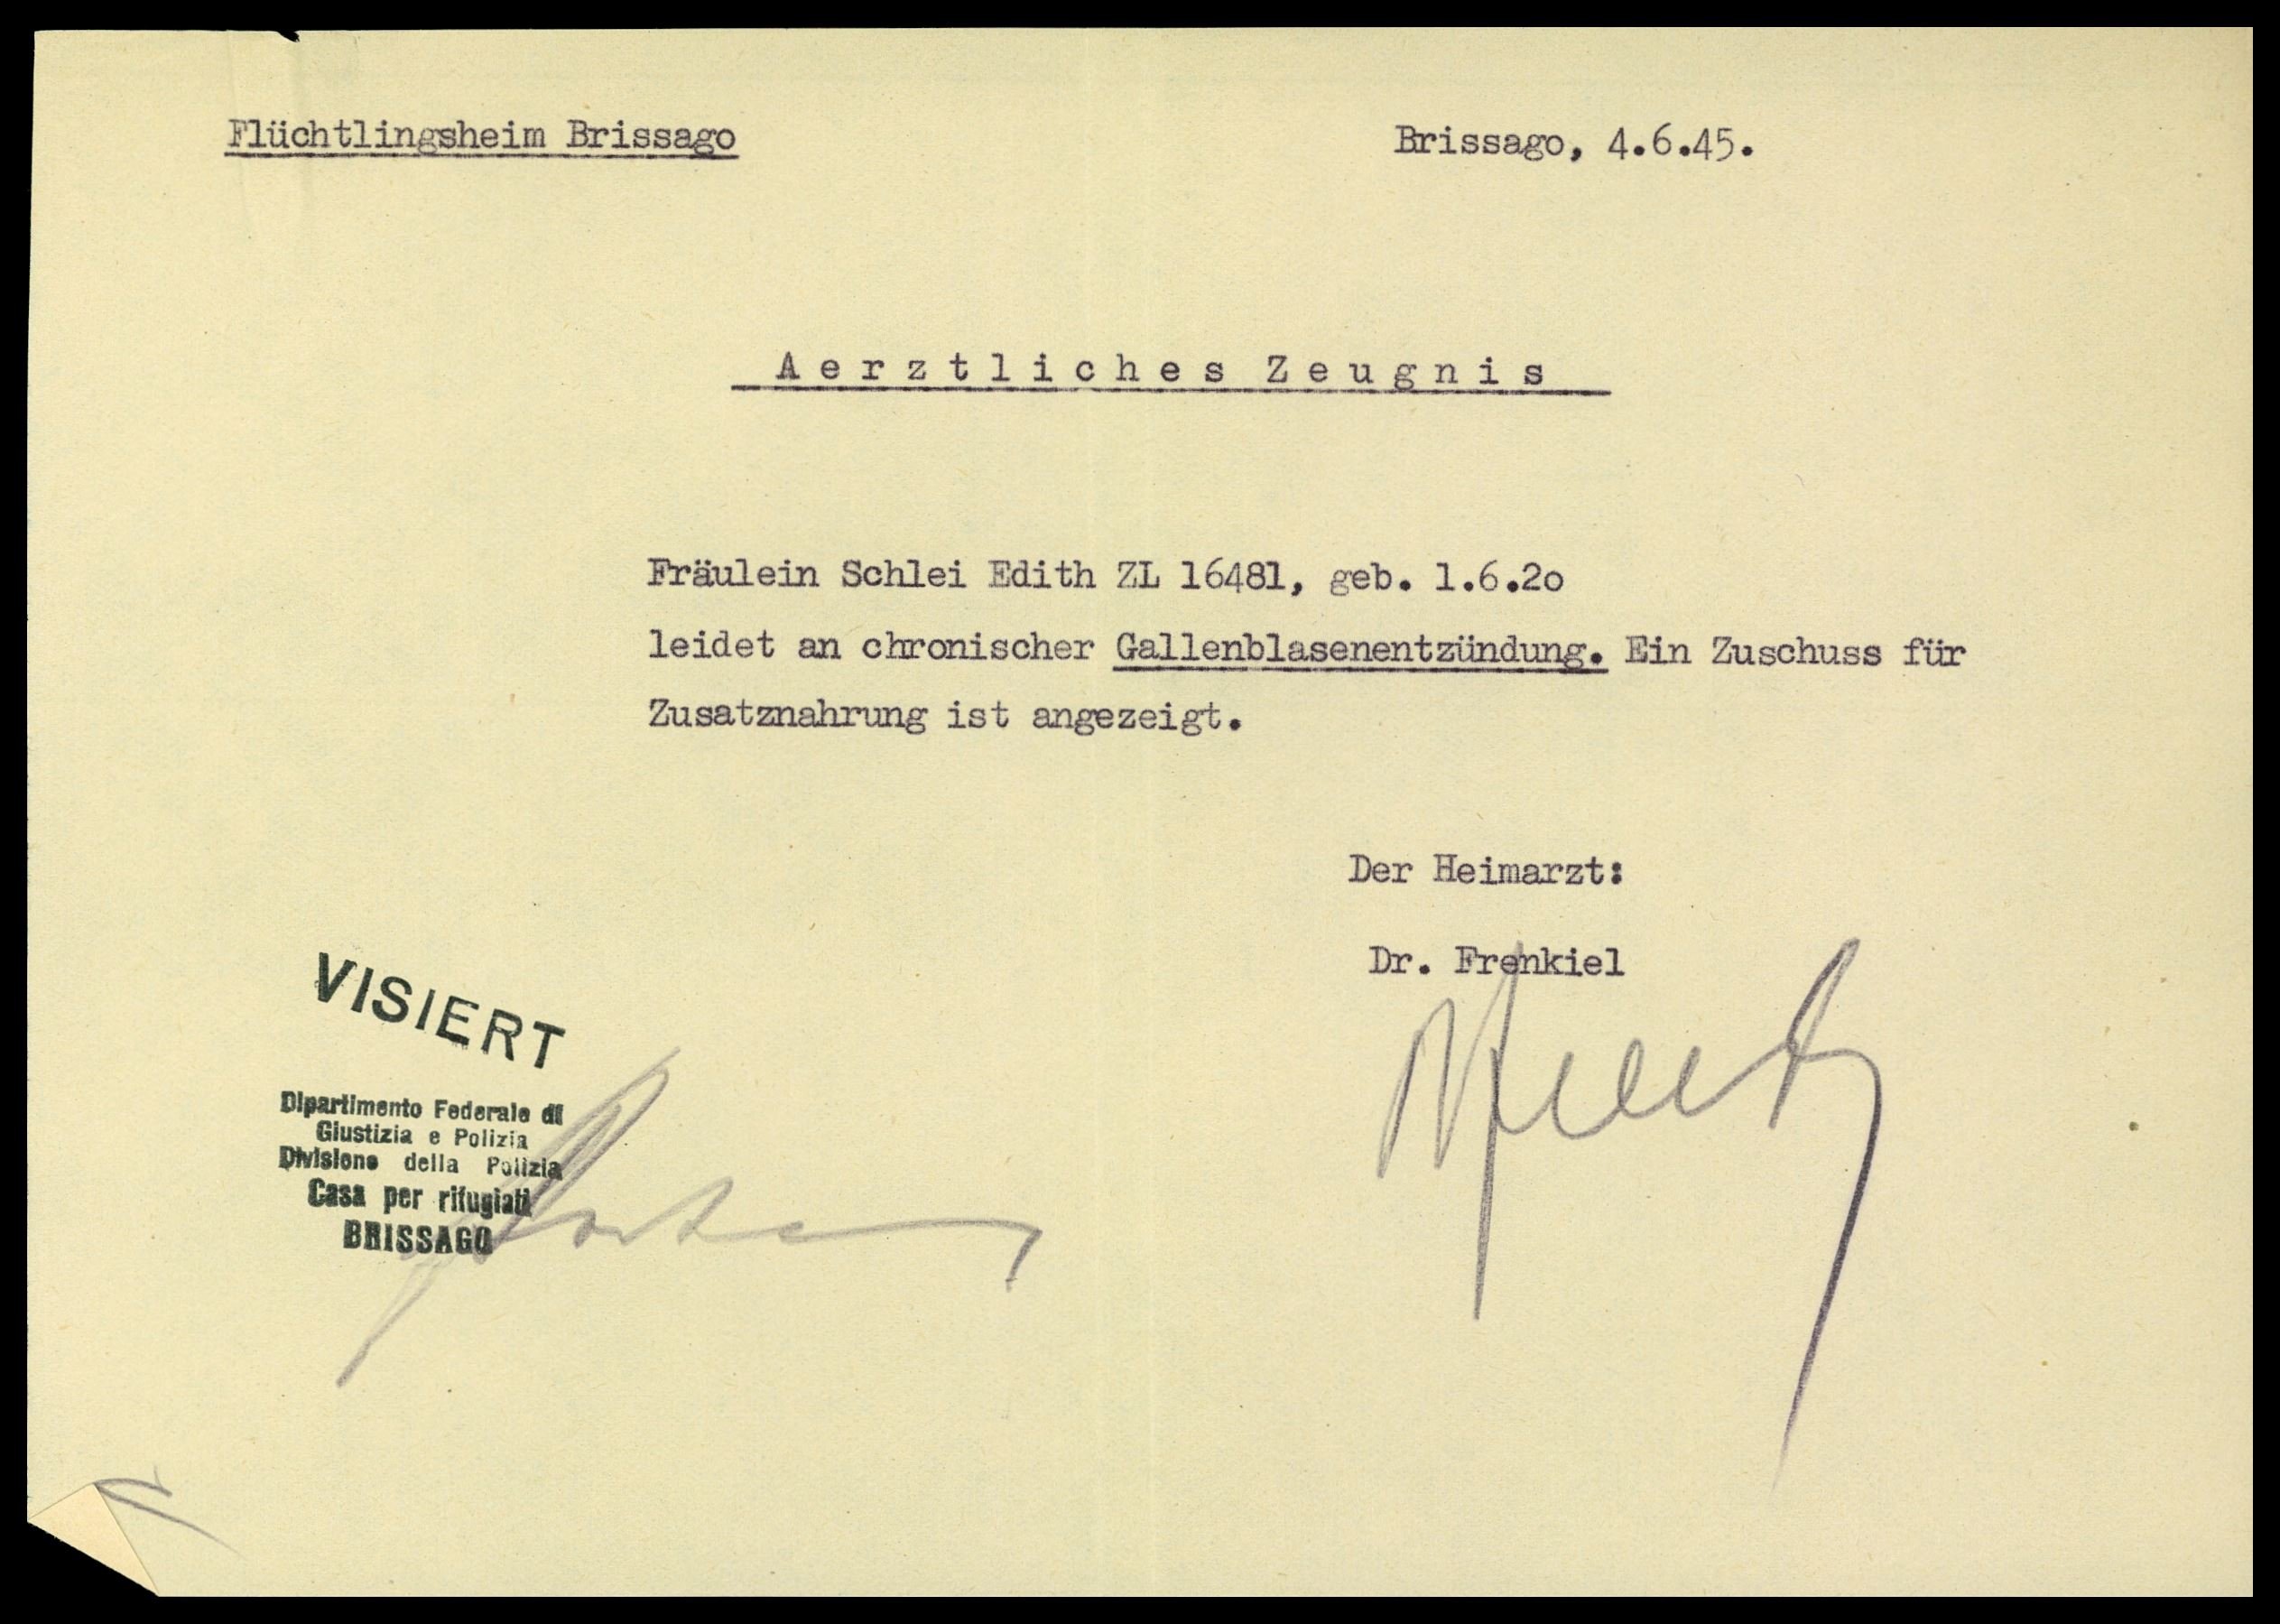 Flüchtlingsheim Brissago
Brissago, 4.6.45.
Aerztliches Zeugnis
Fräulein Schlei Edith ZL 16481, geb. 1.6.2o
leidet an chronischer Gallenblasenentzündung. Ein Zuschuss für
Zusatznahrung ist angezeigt.
Der Heimarzt:
Dr. Frenkiel
VISIERT
Dipartimento Federale di
Giustizia e Polizia
Divisione della Polizia
Casa per rifugiati
BRISSAGO